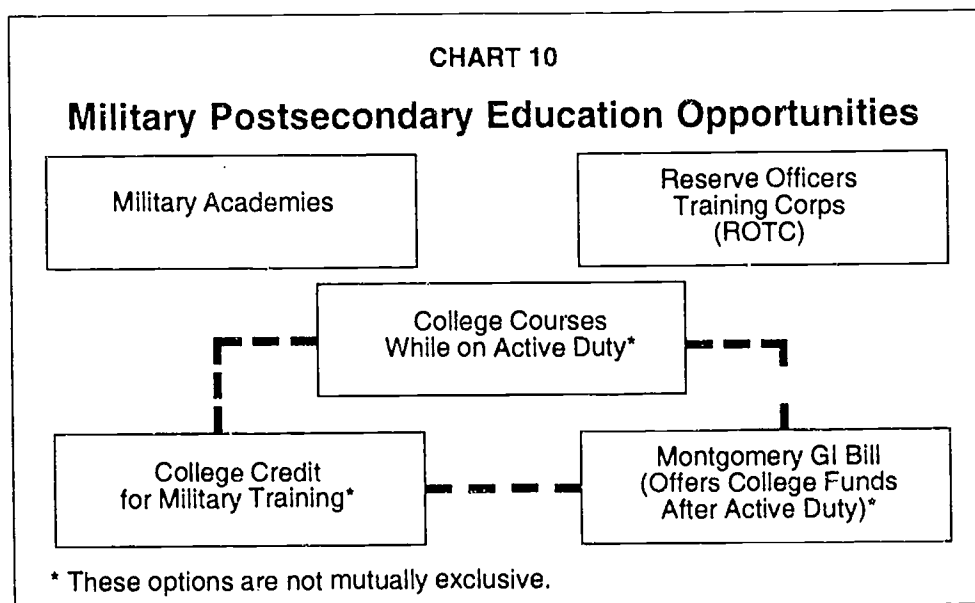 CHART 10
Military Postsecondary Education Opportunities
Military Academies
Reserve Officers
Training Corps
(ROTC)
College Courses
While on Active Duty*
College Credit
for Military Training*
Montgomery GI Bill
(Offers College Funds
After Active Duty)*
* These options are not mutually exclusive.